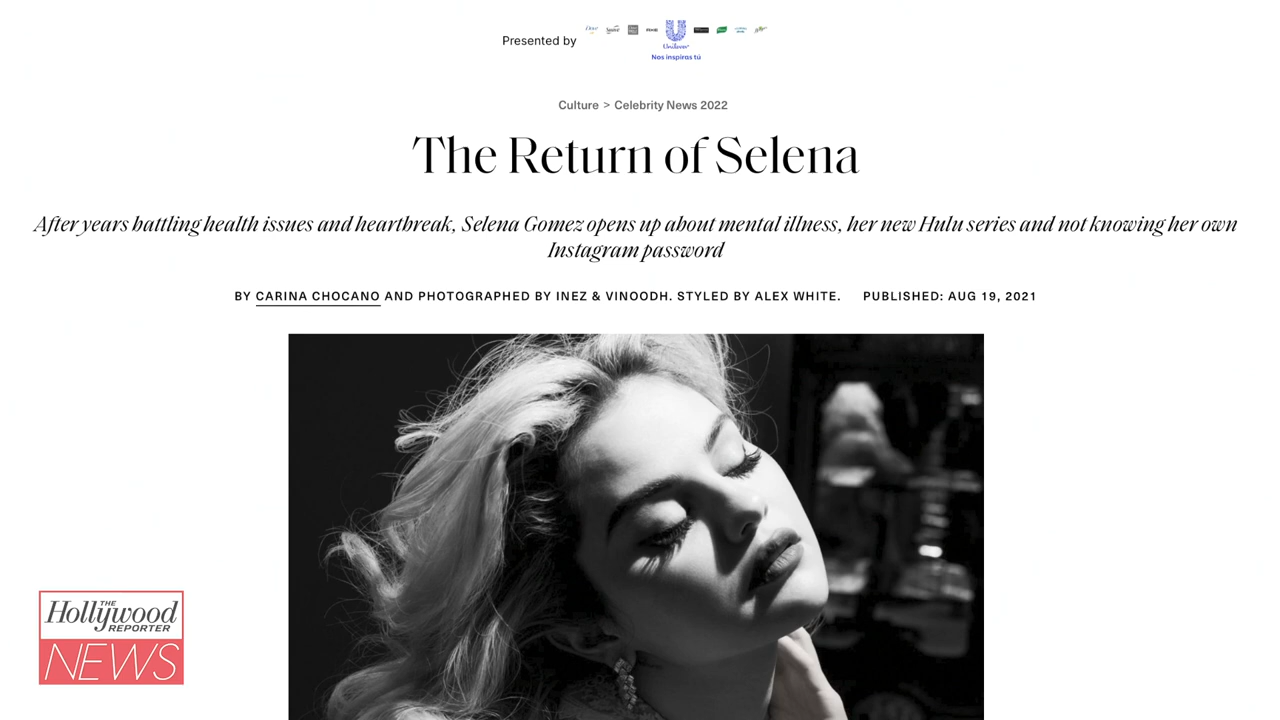 Presented by
Dove
Suave
Unilever
Nos inspiras tú
Culture > Celebrity News 2022
The Return of Selena
After years battling health issues and heartbreak, Selena Gomez opens up about mental illness, her new Hulu series and not knowing her own
Instagram password
BY CARINA CHOCANO AND PHOTOGRAPHED BY INEZ & VINOODH. STYLED BY ALEX WHITE. PUBLISHED: AUG 19, 2021
THE
Hollywood
REPORTER
NEWS